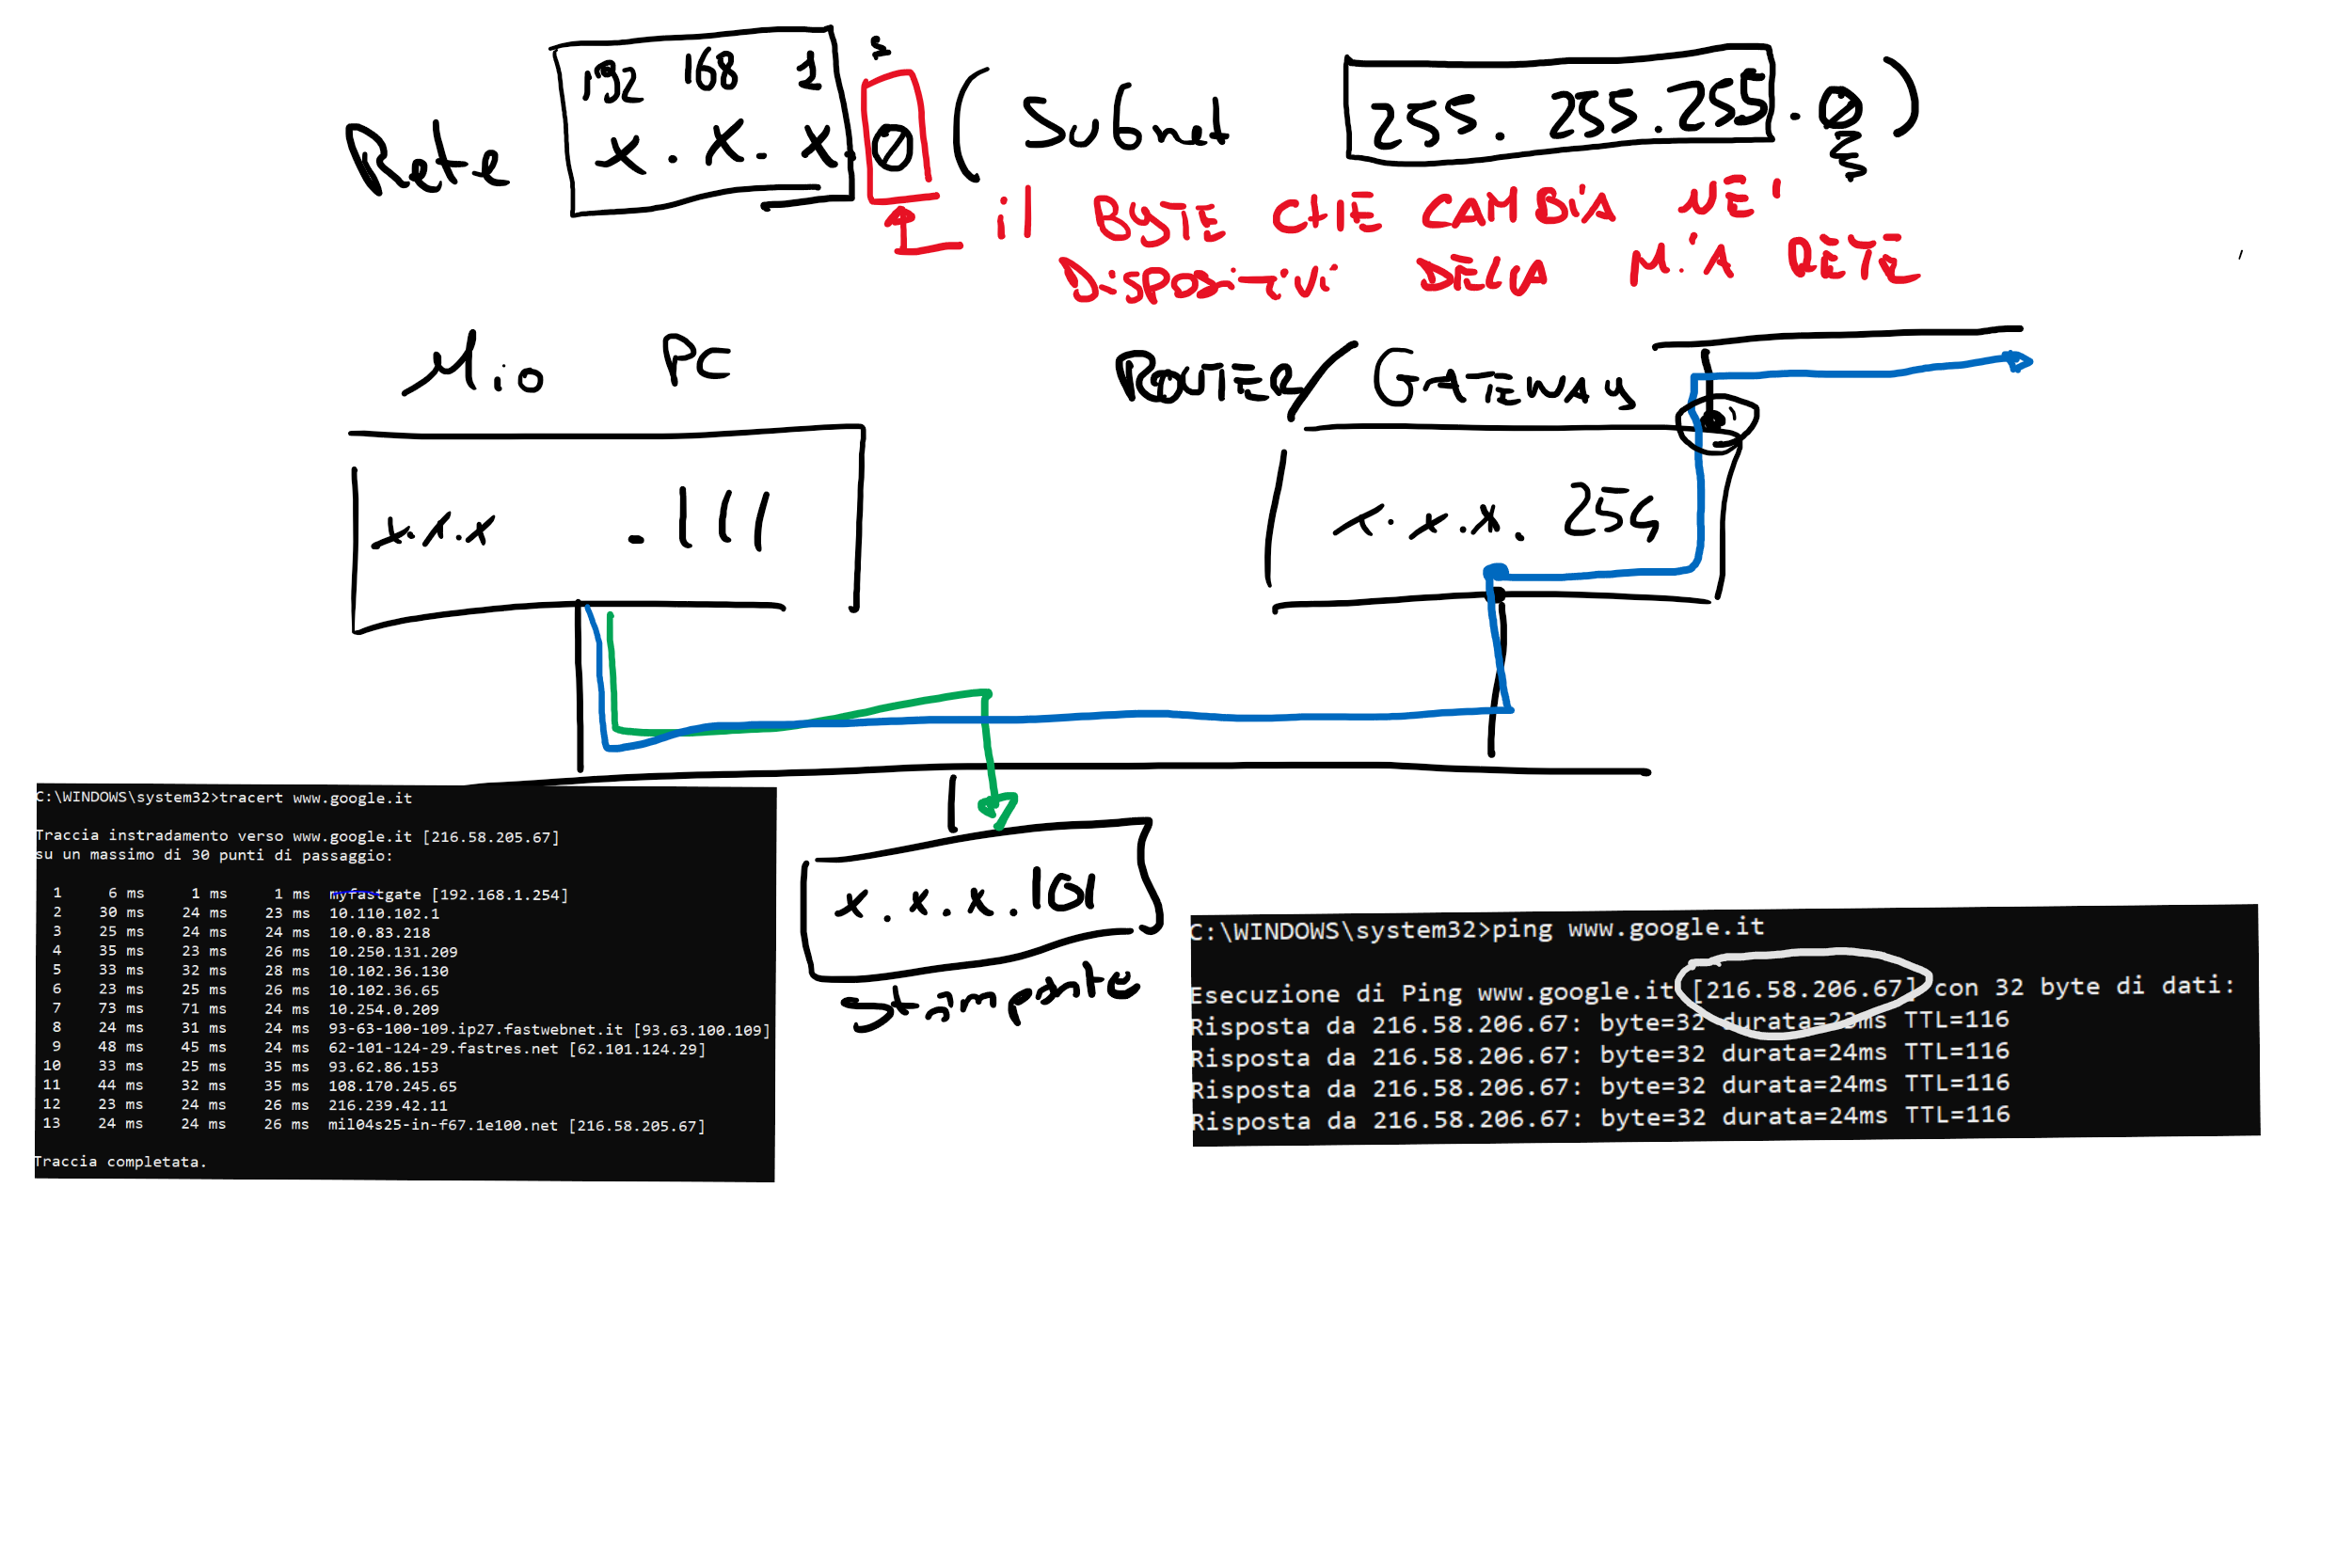 192 168 1
Rete x.x.x.0 (Subnet 255.255.255.0)
il BYTE CHE CAMBIA NEI
DISPOSITIVI DELLA MIA RETE
Mio PC
ROUTER/GATEWAY
x.x.x .111
x.x.x.254
x.x.x.101
stampante
C:\WINDOWS\system32>tracert www.google.it
Traccia instradamento verso www.google.it [216.58.205.67]
su un massimo di 30 punti di passaggio:
1 6 ms 1 ms 1 ms myfastgate [192.168.1.254]
2 30 ms 24 ms 23 ms 10.110.102.1
3 25 ms 24 ms 24 ms 10.0.83.218
4 35 ms 23 ms 26 ms 10.250.131.209
5 33 ms 32 ms 28 ms 10.102.36.130
6 23 ms 25 ms 26 ms 10.102.36.65
7 73 ms 71 ms 24 ms 10.254.0.209
8 24 ms 31 ms 24 ms 93-63-100-109.ip27.fastwebnet.it [93.63.100.109]
9 48 ms 45 ms 24 ms 62-101-124-29.fastres.net [62.101.124.29]
10 33 ms 25 ms 35 ms 93.62.86.153
11 44 ms 32 ms 35 ms 108.170.245.65
12 23 ms 24 ms 26 ms 216.239.42.11
13 24 ms 24 ms 26 ms mil04s25-in-f67.1e100.net [216.58.205.67]
Traccia completata.
C:\WINDOWS\system32>ping www.google.it
Esecuzione di Ping www.google.it [216.58.206.67] con 32 byte di dati:
Risposta da 216.58.206.67: byte=32 durata=23ms TTL=116
Risposta da 216.58.206.67: byte=32 durata=24ms TTL=116
Risposta da 216.58.206.67: byte=32 durata=24ms TTL=116
Risposta da 216.58.206.67: byte=32 durata=24ms TTL=116